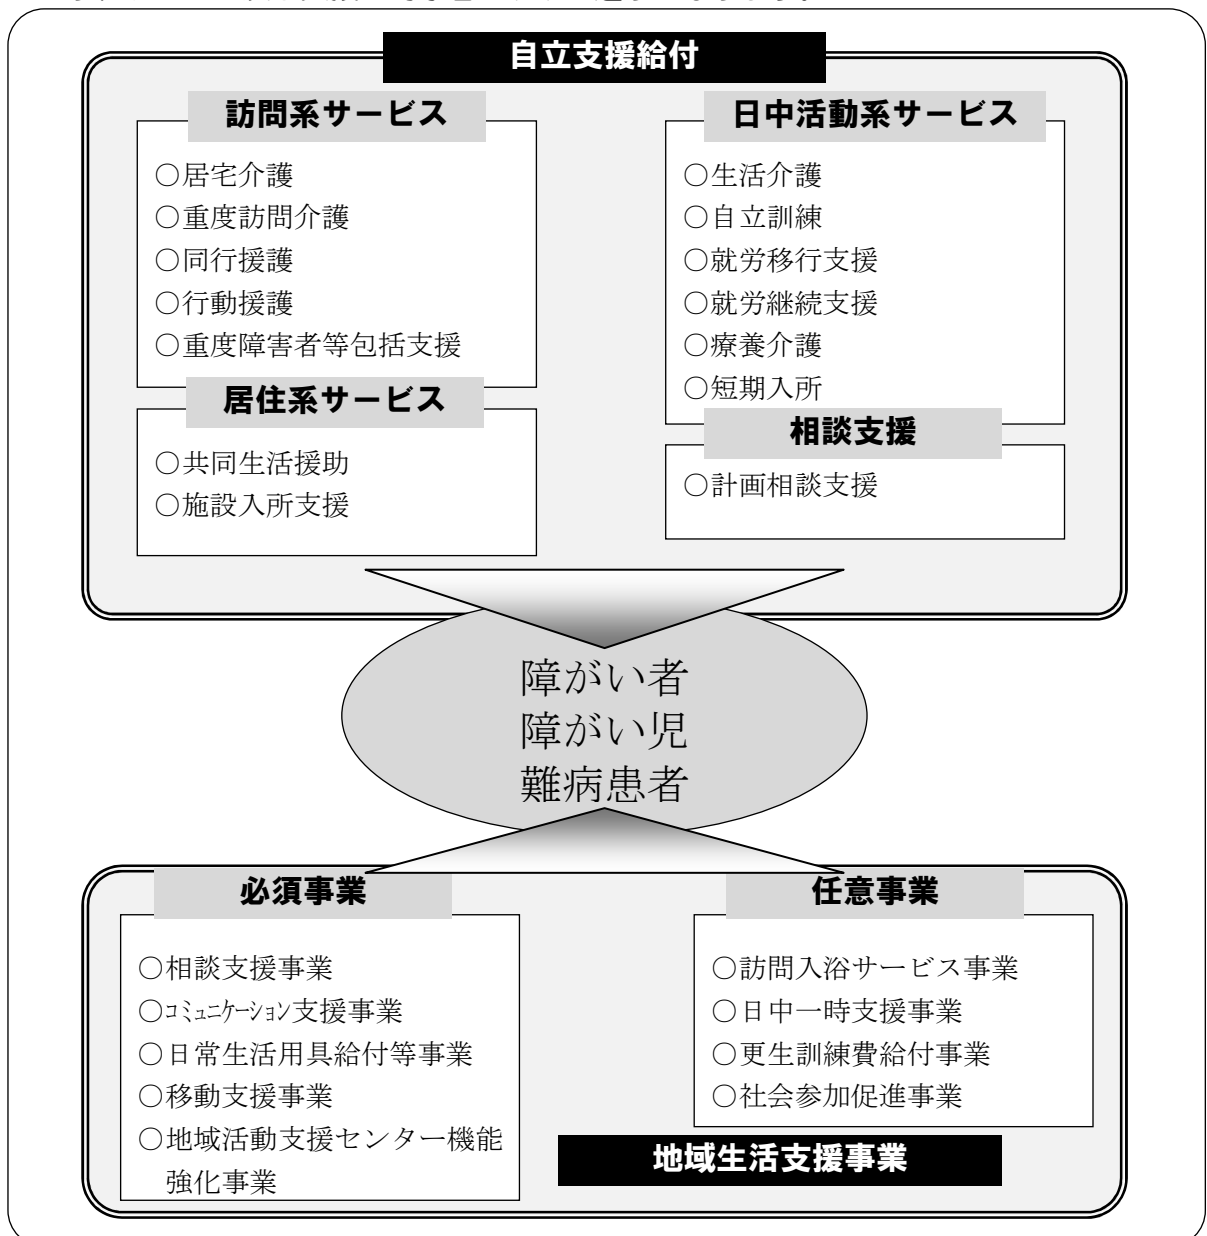 自立支援給付
訪問系サービス
○居宅介護
○重度訪問介護
○同行援護
○行動援護
○重度障害者等包括支援
居住系サービス
○共同生活援助
○施設入所支援
日中活動系サービス
○生活介護
○自立訓練
○就労移行支援
○就労継続支援
○療養介護
○短期入所
相談支援
○計画相談支援
障がい者
障がい児
難病患者
必須事業
○相談支援事業
○ｺﾐｭﾆｹｰｼｮﾝ支援事業
○日常生活用具給付等事業
○移動支援事業
○地域活動支援センター機能
強化事業
任意事業
○訪問入浴サービス事業
○日中一時支援事業
○更生訓練費給付事業
○社会参加促進事業
地域生活支援事業